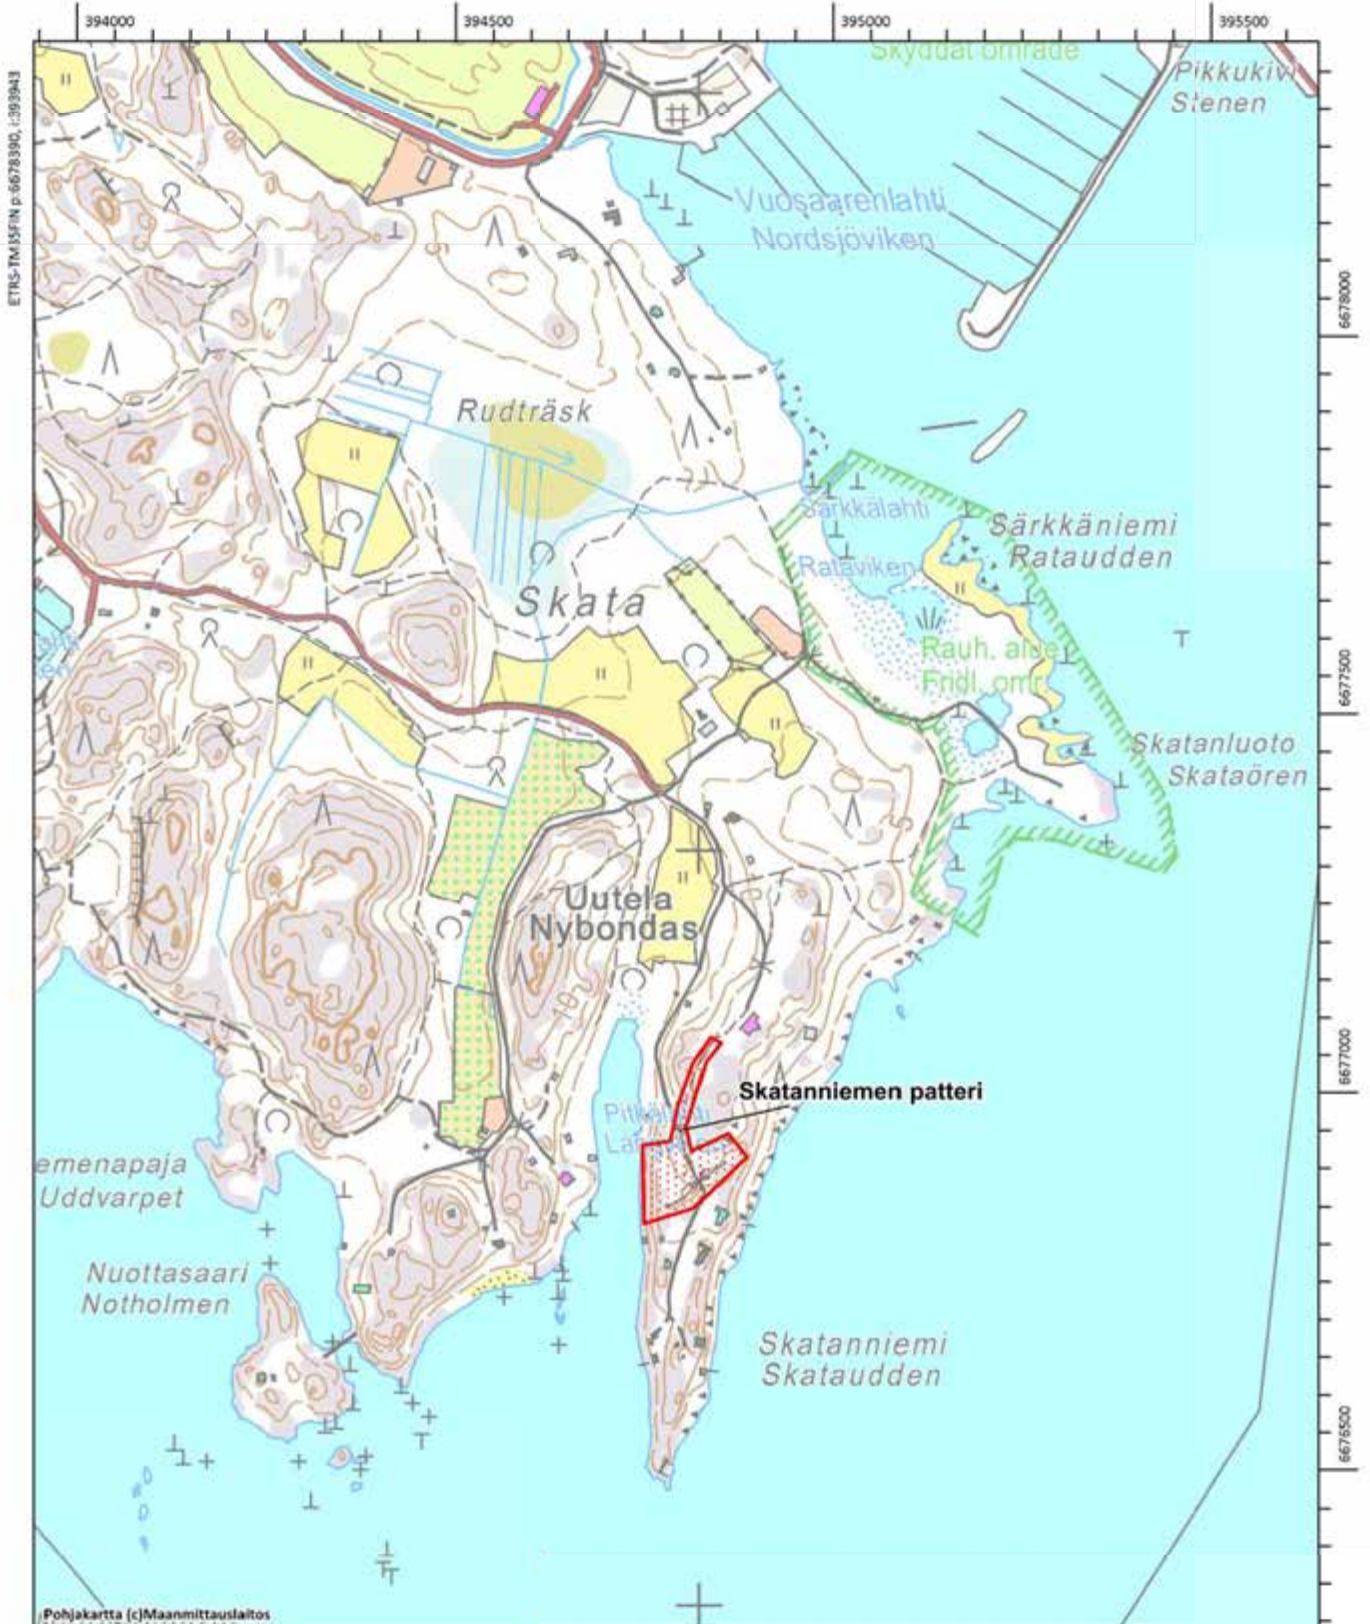 394000
394500
395000
395500
ETRS-TM35FIN p:6678390, i:393943
Skyddat område
Pikkukivi
Stenen
Vuosaarenlahti
Nordsjöviken
6678000
Rudträsk
Särkkälahti
Särkkäniemi
Rataudden
Rataviken
Skata
Rauh. alue
Fridl. omr
6677500
Skatanluoto
Skataören
5
Uutela
Nybondas
10
6677000
Skatanniemen patteri
emenapaja
Uddvarpet
Nuottasaari
Notholmen
Skatanniemi
Skataudden
6676500
Pohjakartta (c)Maanmittauslaitos